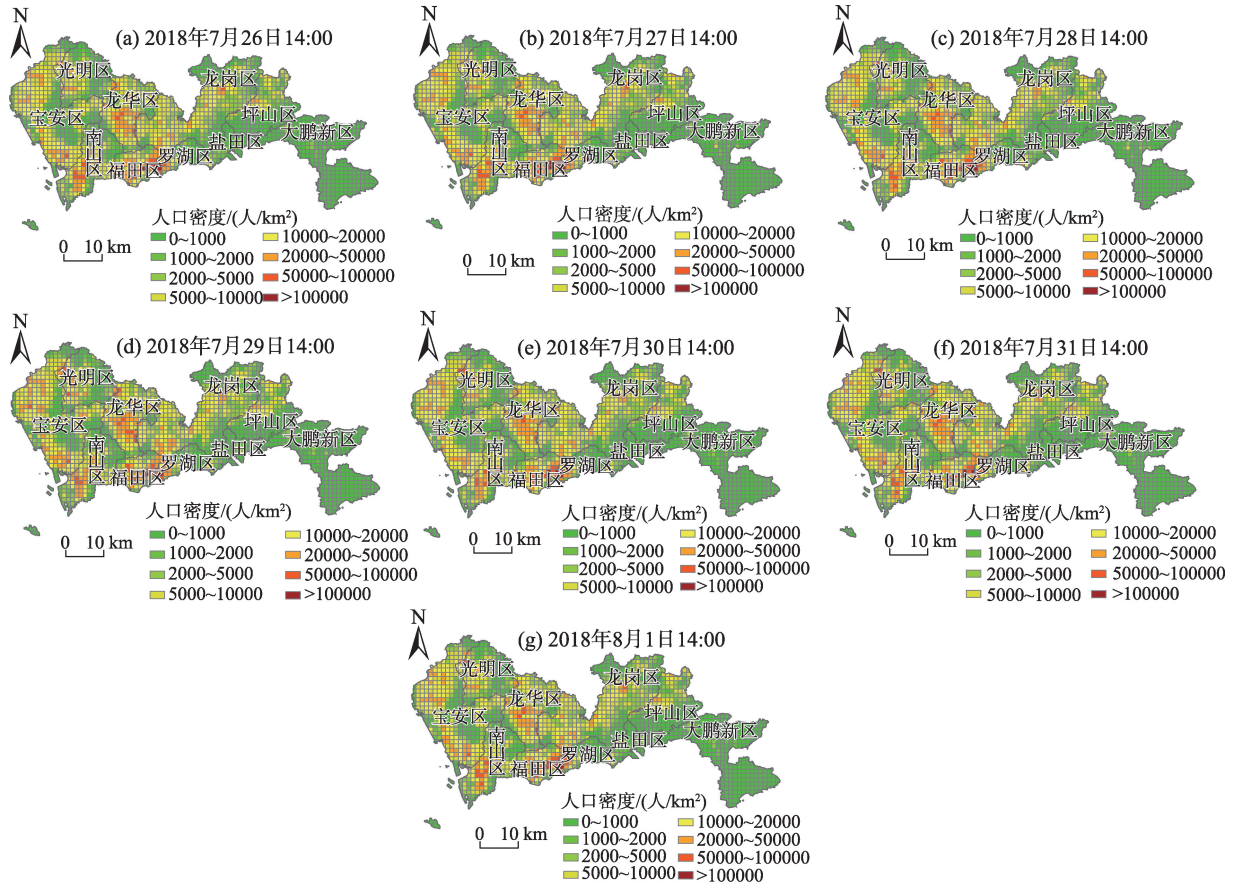 N
(a) 2018年7月26日14:00
光明区
龙岗区
龙华区
宝安区
坪山区
南山区
大鹏新区
盐田区
罗湖区
福田区
人口密度/(人/km²)
0~1000
10000~20000
1000~2000
20000~50000
2000~5000
50000~100000
5000~10000
>100000
0 10 km
N
(b) 2018年7月27日14:00
光明区
龙岗区
龙华区
宝安区
坪山区
南山区
大鹏新区
盐田区
罗湖区
福田区
人口密度/(人/km²)
0~1000
10000~20000
1000~2000
20000~50000
2000~5000
50000~100000
5000~10000
>100000
0 10 km
N
(c) 2018年7月28日14:00
光明区
龙岗区
龙华区
宝安区
坪山区
南山区
大鹏新区
盐田区
罗湖区
福田区
人口密度/(人/km²)
0~1000
10000~20000
1000~2000
20000~50000
2000~5000
50000~100000
5000~10000
>100000
0 10 km
N
(d) 2018年7月29日14:00
光明区
龙岗区
龙华区
宝安区
坪山区
南山区
大鹏新区
盐田区
罗湖区
福田区
人口密度/(人/km²)
0~1000
10000~20000
1000~2000
20000~50000
2000~5000
50000~100000
5000~10000
>100000
0 10 km
N
(e) 2018年7月30日14:00
光明区
龙岗区
龙华区
宝安区
坪山区
南山区
大鹏新区
盐田区
罗湖区
福田区
人口密度/(人/km²)
0~1000
10000~20000
1000~2000
20000~50000
2000~5000
50000~100000
5000~10000
>100000
0 10 km
N
(f) 2018年7月31日14:00
光明区
龙岗区
龙华区
宝安区
坪山区
南山区
大鹏新区
盐田区
罗湖区
福田区
人口密度/(人/km²)
0~1000
10000~20000
1000~2000
20000~50000
2000~5000
50000~100000
5000~10000
>100000
0 10 km
N
(g) 2018年8月1日14:00
光明区
龙岗区
龙华区
宝安区
坪山区
南山区
大鹏新区
盐田区
罗湖区
福田区
人口密度/(人/km²)
0~1000
10000~20000
1000~2000
20000~50000
2000~5000
50000~100000
5000~10000
>100000
0 10 km